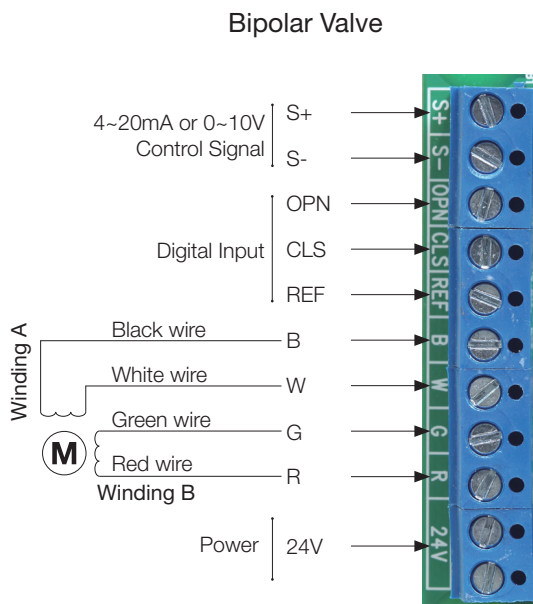 Bipolar Valve
4~20mA or 0~10V
Control Signal
S+
S-
Digital Input
OPN
CLS
REF
Winding A
Black wire
B
White wire
W
Green wire
G
M
Red wire
R
Winding B
Power
24V
S+
S-
OPN
CLS
REF
B
W
G
R
24V